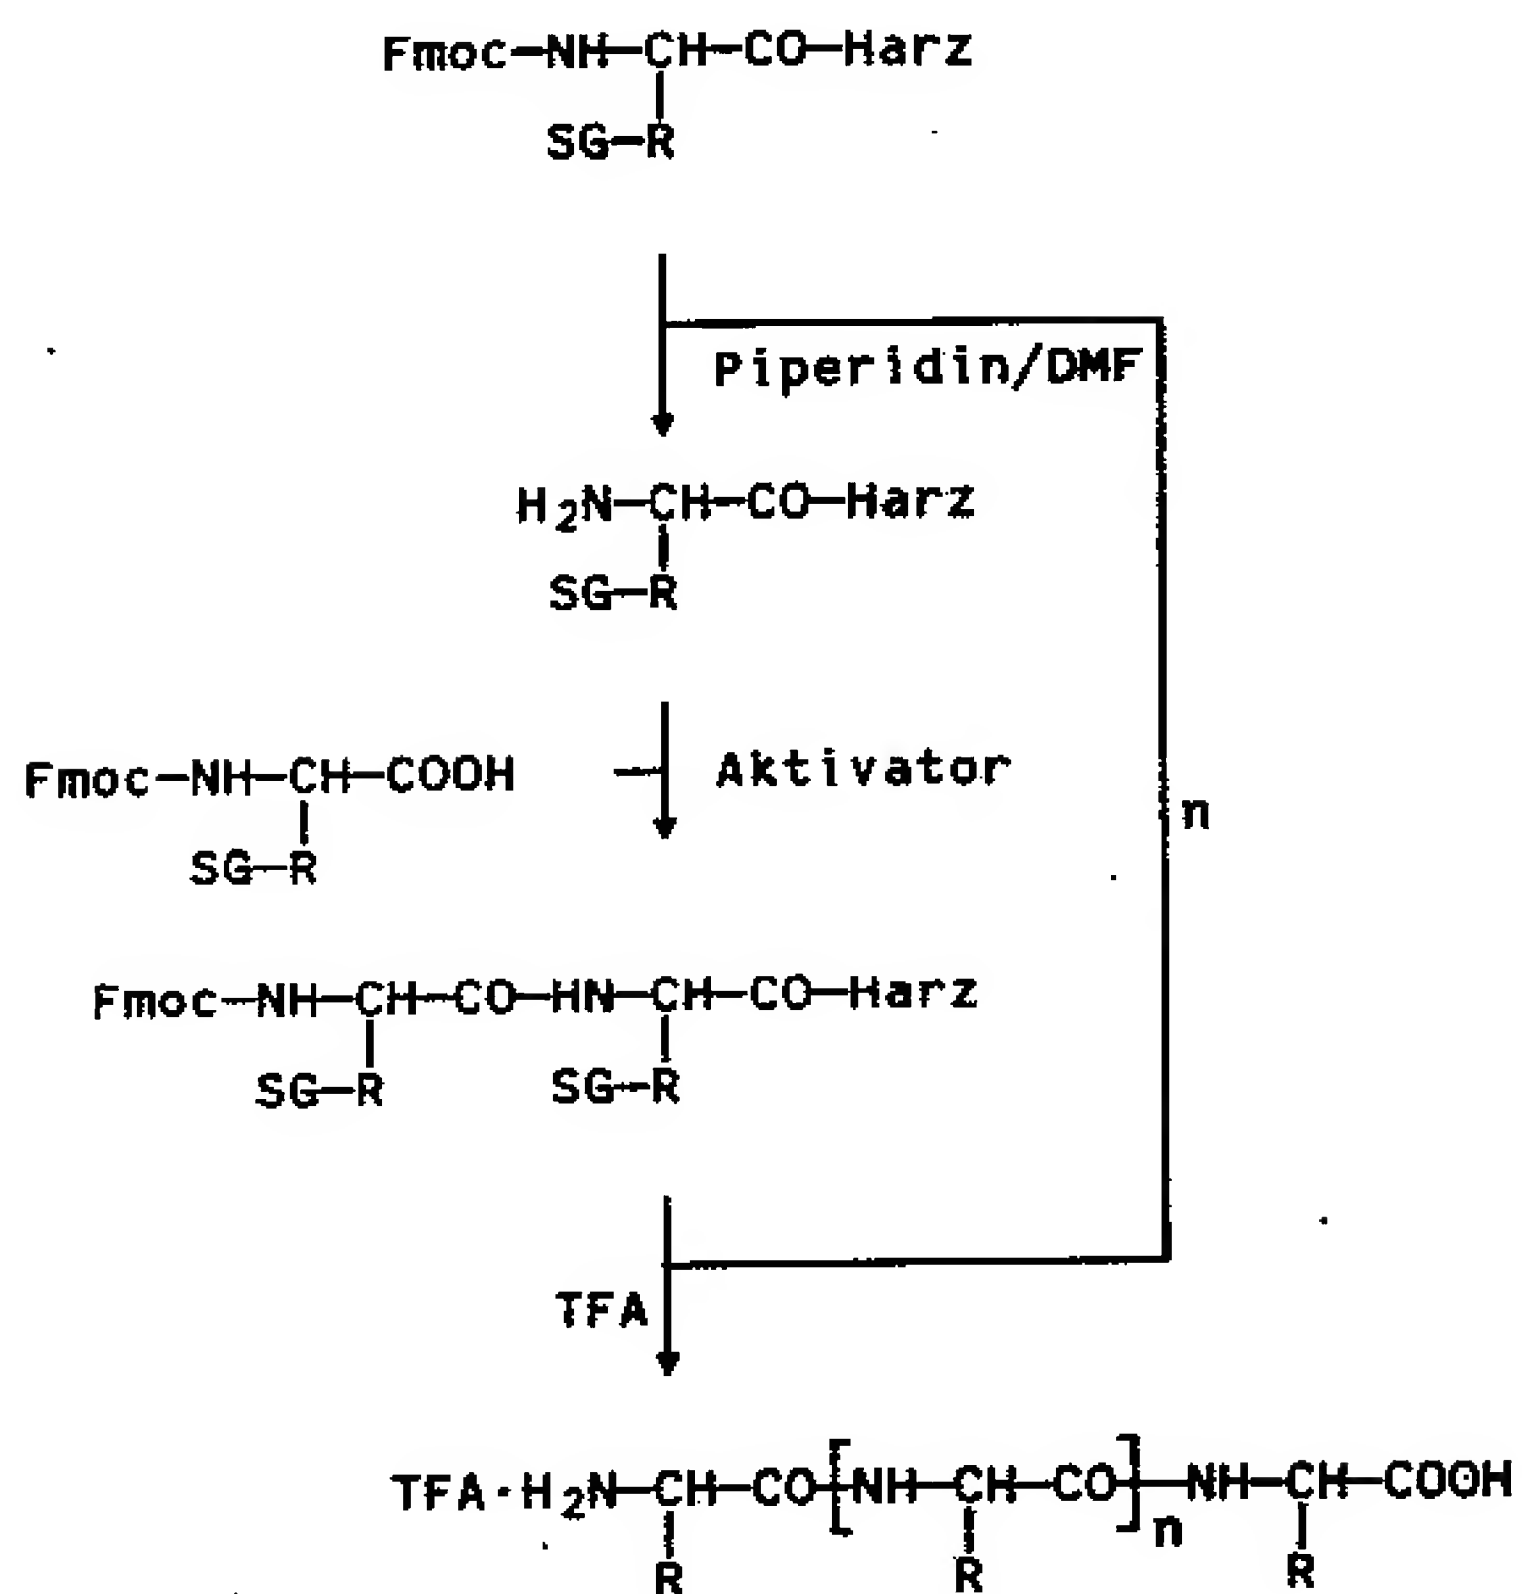 Fmoc-NH-CH-CO-Harz
SG-R
Piperidin/DMF
H2N-CH-CO-Harz
SG-R
Fmoc-NH-CH-COOH
Aktivator
SG-R
n
Fmoc-NH-CH-CO-HN-CH-CO-Harz
SG-R SG-R
TFA
TFA·H2N-CH-CO-[NH-CH-CO]n-NH-CH-COOH
R R R